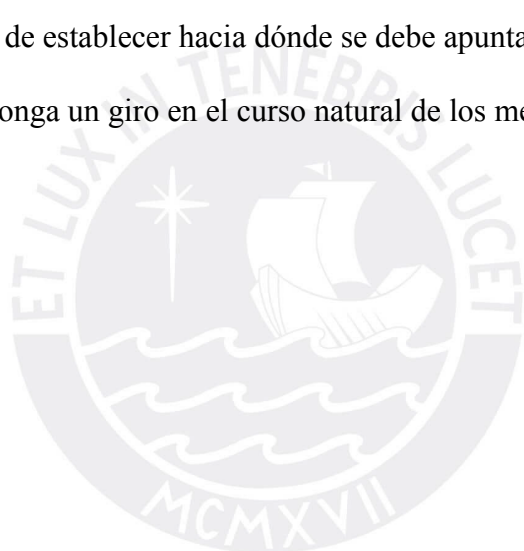 de establecer hacia dónde se debe apunta
onga un giro en el curso natural de los me
ET LUX IN TENEBRIS LUCET
MCMXVII